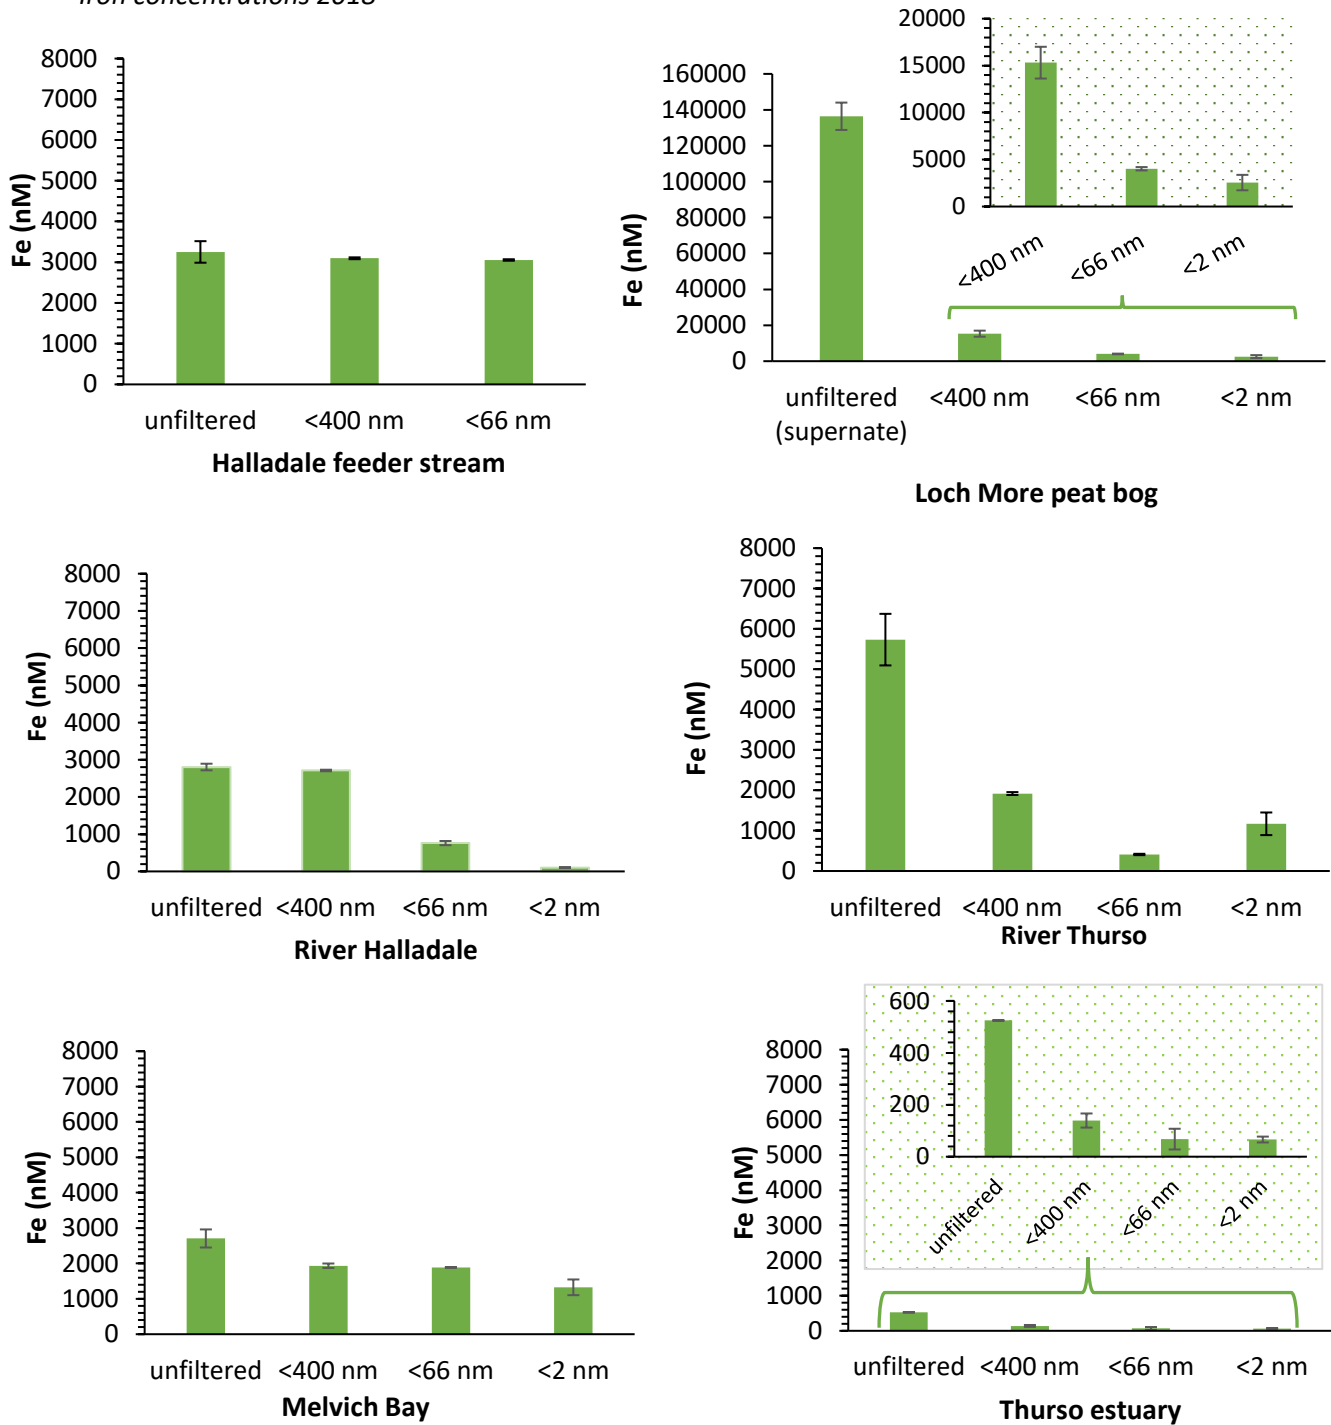 Iron concentrations 2018
8000
7000
6000
5000
4000
3000
2000
1000
0
Fe (nM)
unfiltered <400 nm <66 nm
Halladale feeder stream
160000
140000
120000
100000
80000
60000
40000
20000
0
Fe (nM)
20000
15000
10000
5000
0
<400 nm <66 nm <2 nm
unfiltered <400 nm <66 nm <2 nm
(supernate)
Loch More peat bog
8000
7000
6000
5000
4000
3000
2000
1000
0
Fe (nM)
unfiltered <400 nm <66 nm <2 nm
River Halladale
8000
7000
6000
5000
4000
3000
2000
1000
0
Fe (nM)
unfiltered <400 nm <66 nm <2 nm
River Thurso
8000
7000
6000
5000
4000
3000
2000
1000
0
Fe (nM)
unfiltered <400 nm <66 nm <2 nm
Melvich Bay
8000
7000
6000
5000
4000
3000
2000
1000
0
Fe (nM)
600
400
200
0
unfiltered <400 nm <66 nm <2 nm
unfiltered <400 nm <66 nm <2 nm
Thurso estuary